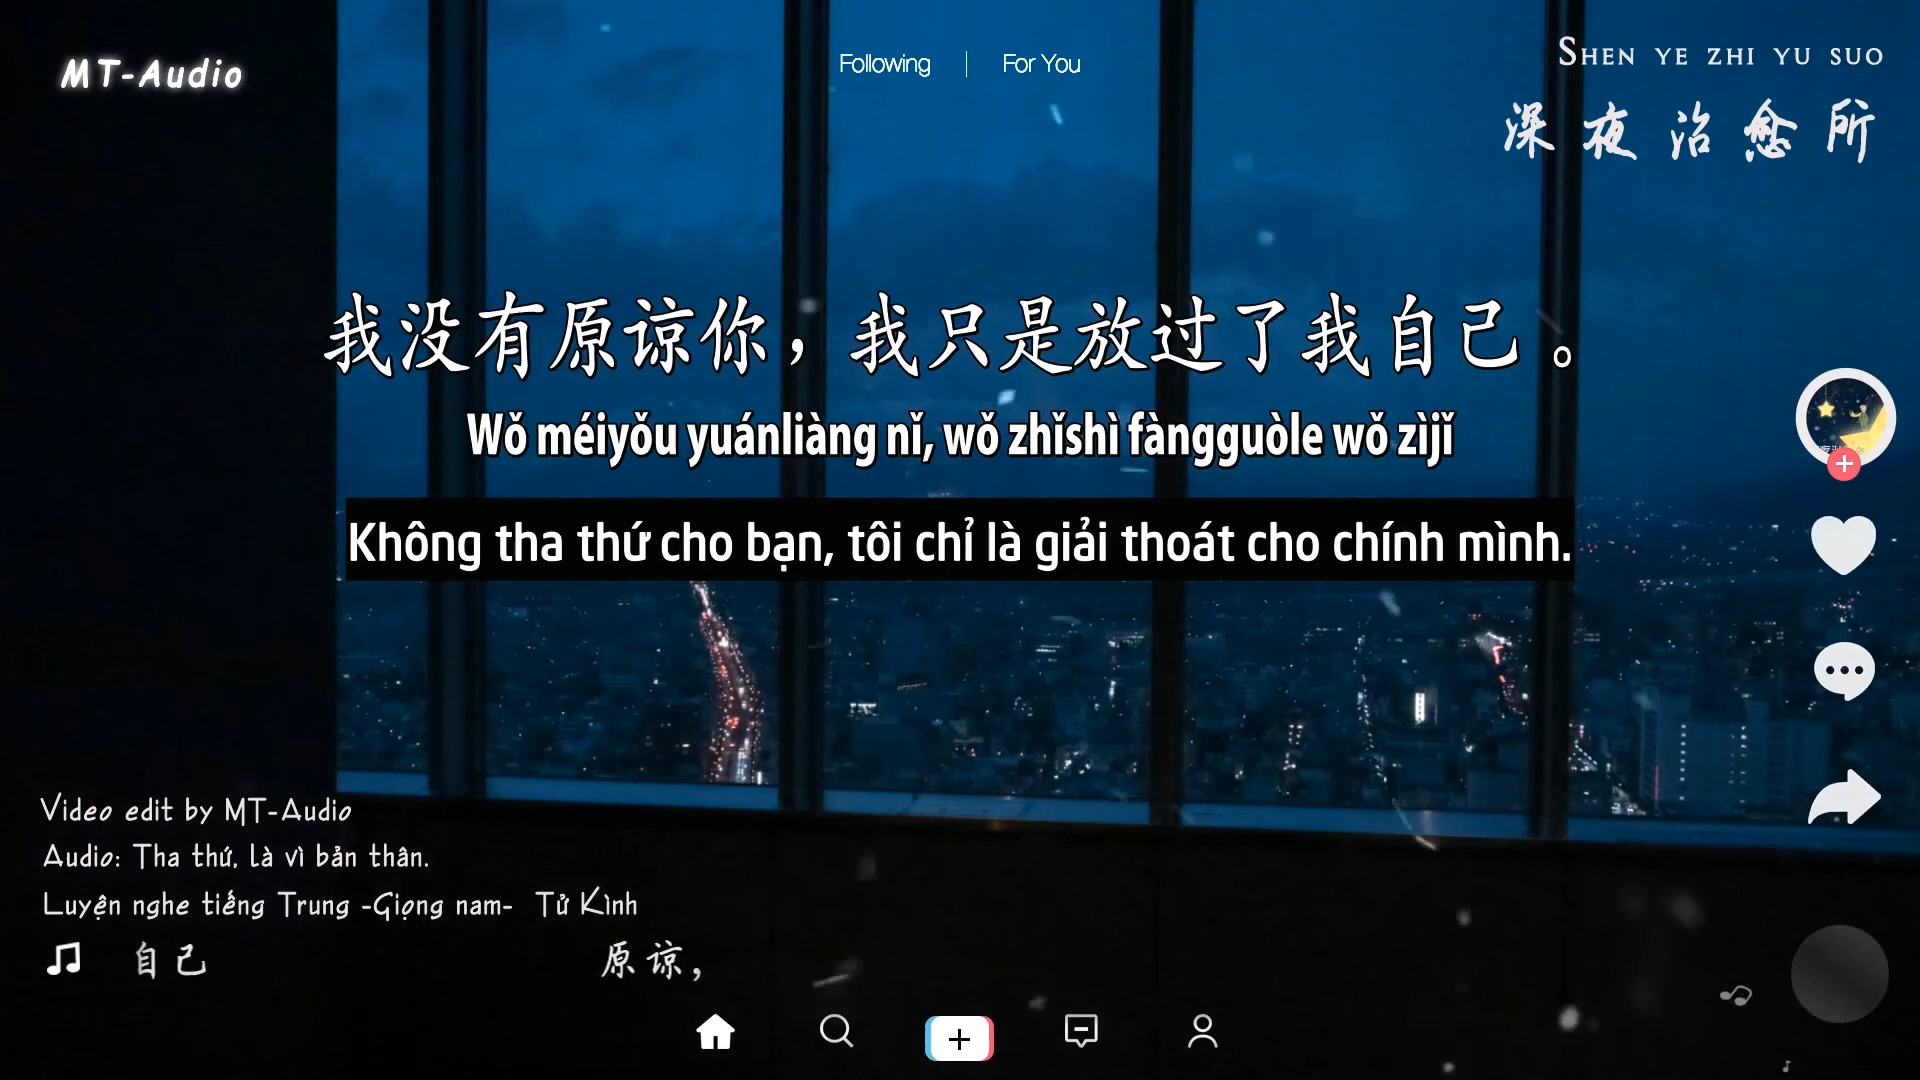 MT-Audio
Following | For You
SHEN YE ZHI YU SUO
深夜治愈所
我没有原谅你，我只是放过了我自己。
Wǒ méiyǒu yuánliàng nǐ, wǒ zhǐshì fàngguòle wǒ zìjǐ
Không tha thứ cho bạn, tôi chỉ là giải thoát cho chính mình.
Video edit by MT-Audio
Audio: Tha thứ, là vì bản thân.
Luyện nghe tiếng Trung -Giọng nam- Tử Kình
自己 原谅,